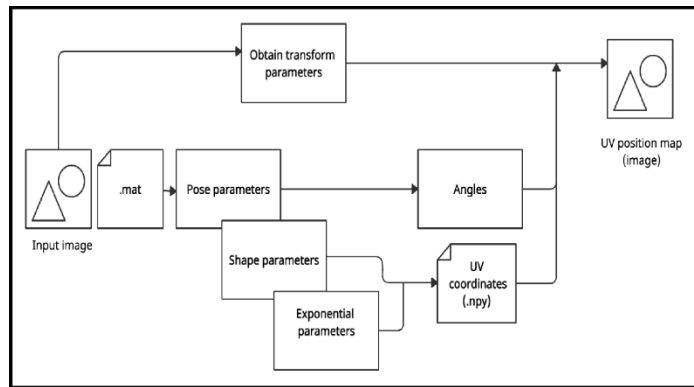 Obtain transform
parameters
UV position map
(image)
.mat
Pose parameters
Angles
Input image
Shape parameters
UV
coordinates
(.npy)
Exponential
parameters